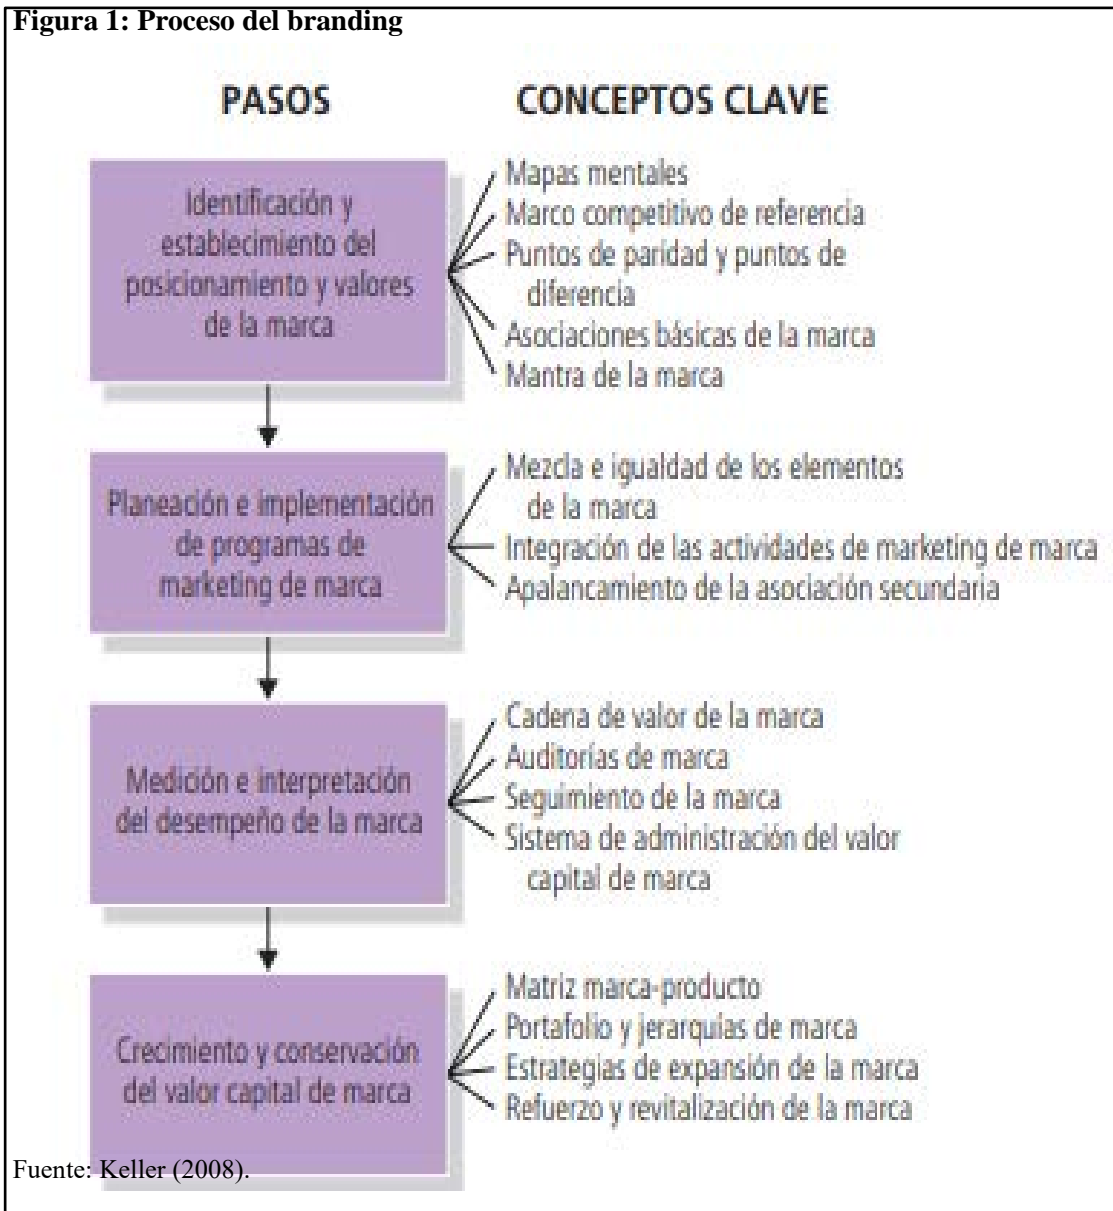 Figura 1: Proceso del branding
PASOS
CONCEPTOS CLAVE
Identificación y
establecimiento del
posicionamiento y valores
de la marca
Mapas mentales
Marco competitivo de referencia
Puntos de paridad y puntos de
diferencia
Asociaciones básicas de la marca
Mantra de la marca
Planeación e implementación
de programas de
marketing de marca
Mezcla e igualdad de los elementos
de la marca
Integración de las actividades de marketing de marca
Apalancamiento de la asociación secundaria
Medición e interpretación
del desempeño de la marca
Cadena de valor de la marca
Auditorías de marca
Seguimiento de la marca
Sistema de administración del valor
capital de marca
Crecimiento y conservación
del valor capital de marca
Matriz marca-producto
Portafolio y jerarquías de marca
Estrategias de expansión de la marca
Refuerzo y revitalización de la marca
Fuente: Keller (2008).